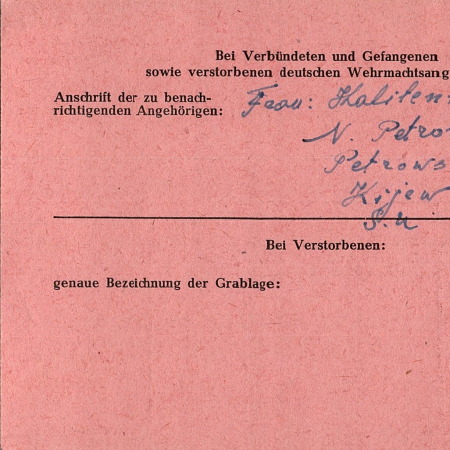 Bei Verbündeten und Gefangenen
sowie verstorbenen deutschen Wehrmachtsang
Anschrift der zu benach-
richtigenden Angehörigen: Frau:
N. Petro
Petrows
Kijew
Bei Verstorbenen:
genaue Bezeichnung der Grablage: